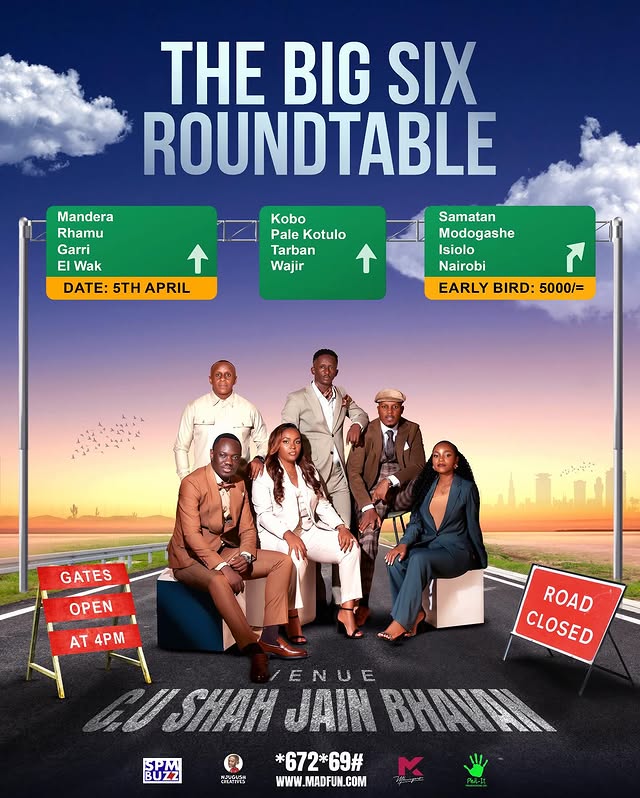 THE BIG SIX
ROUNDTABLE
Mandera
Rhamu
Garri
El Wak
DATE: 5TH APRIL
Kobo
Pale Kotulo
Tarban
Wajir
Samatan
Modogashe
Isiolo
Nairobi
EARLY BIRD: 5000/=
GATES
OPEN
AT 4PM
ROAD
CLOSED
VENUE
C.U SHAH JAIN BHAVAN
SPM
BUZZ
NJUGUSH
CREATIVES
*672*69#
WWW.MADFUN.COM
Phil-It